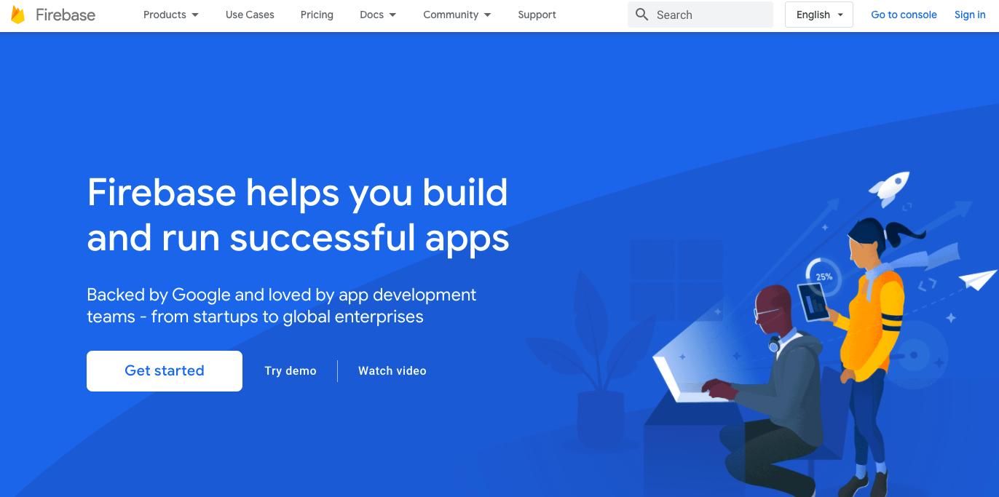 Firebase
Products
Use Cases
Pricing
Docs
Community
Support
Search
English
Go to console
Sign in
Firebase helps you build
and run successful apps
Backed by Google and loved by app development
teams - from startups to global enterprises
Get started
Try demo
Watch video
25%